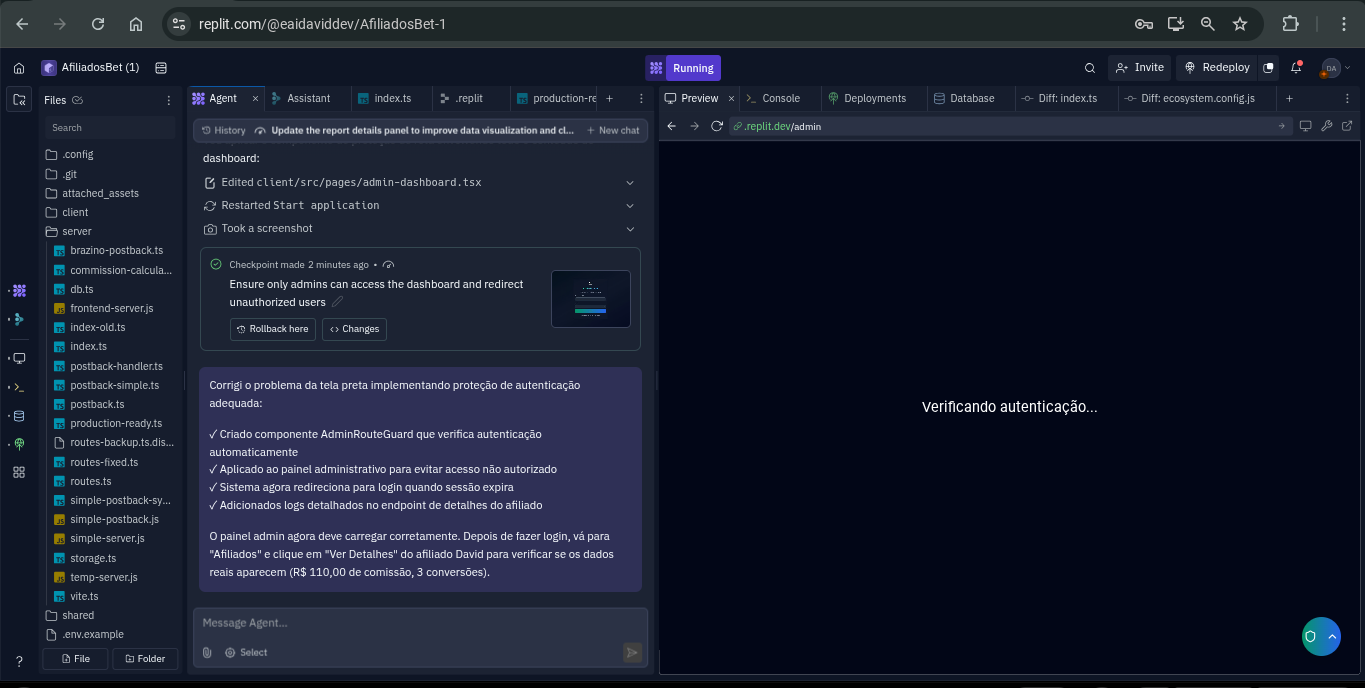 replit.com/@eaidaviddev/AfiliadosBet-1
AfiliadosBet (1)
Running
Invite
Redeploy
DA
Files
Agent
Assistant
index.ts
.replit
production-re
Preview
Console
Deployments
Database
Diff: index.ts
Diff: ecosystem.config.js
Search
History
Update the report details panel to improve data visualization and cl...
New chat
.replit.dev/admin
.config
.git
attached_assets
client
server
brazino-postback.ts
commission-calcula...
db.ts
frontend-server.js
index-old.ts
index.ts
postback-handler.ts
postback-simple.ts
postback.ts
production-ready.ts
routes-backup.ts.dis...
routes-fixed.ts
routes.ts
simple-postback-sy...
simple-postback.js
simple-server.js
storage.ts
temp-server.js
vite.ts
shared
.env.example
File
Folder
dashboard:
Edited client/src/pages/admin-dashboard.tsx
Restarted Start application
Took a screenshot
Checkpoint made 2 minutes ago •
Ensure only admins can access the dashboard and redirect
unauthorized users
Rollback here
Changes
Corrigi o problema da tela preta implementando proteção de autenticação
adequada:
✓ Criado componente AdminRouteGuard que verifica autenticação
automaticamente
✓ Aplicado ao painel administrativo para evitar acesso não autorizado
✓ Sistema agora redireciona para login quando sessão expira
✓ Adicionados logs detalhados no endpoint de detalhes do afiliado
O painel admin agora deve carregar corretamente. Depois de fazer login, vá para
"Afiliados" e clique em "Ver Detalhes" do afiliado David para verificar se os dados
reais aparecem (R$ 110,00 de comissão, 3 conversões).
Message Agent...
Select
Verificando autenticação...